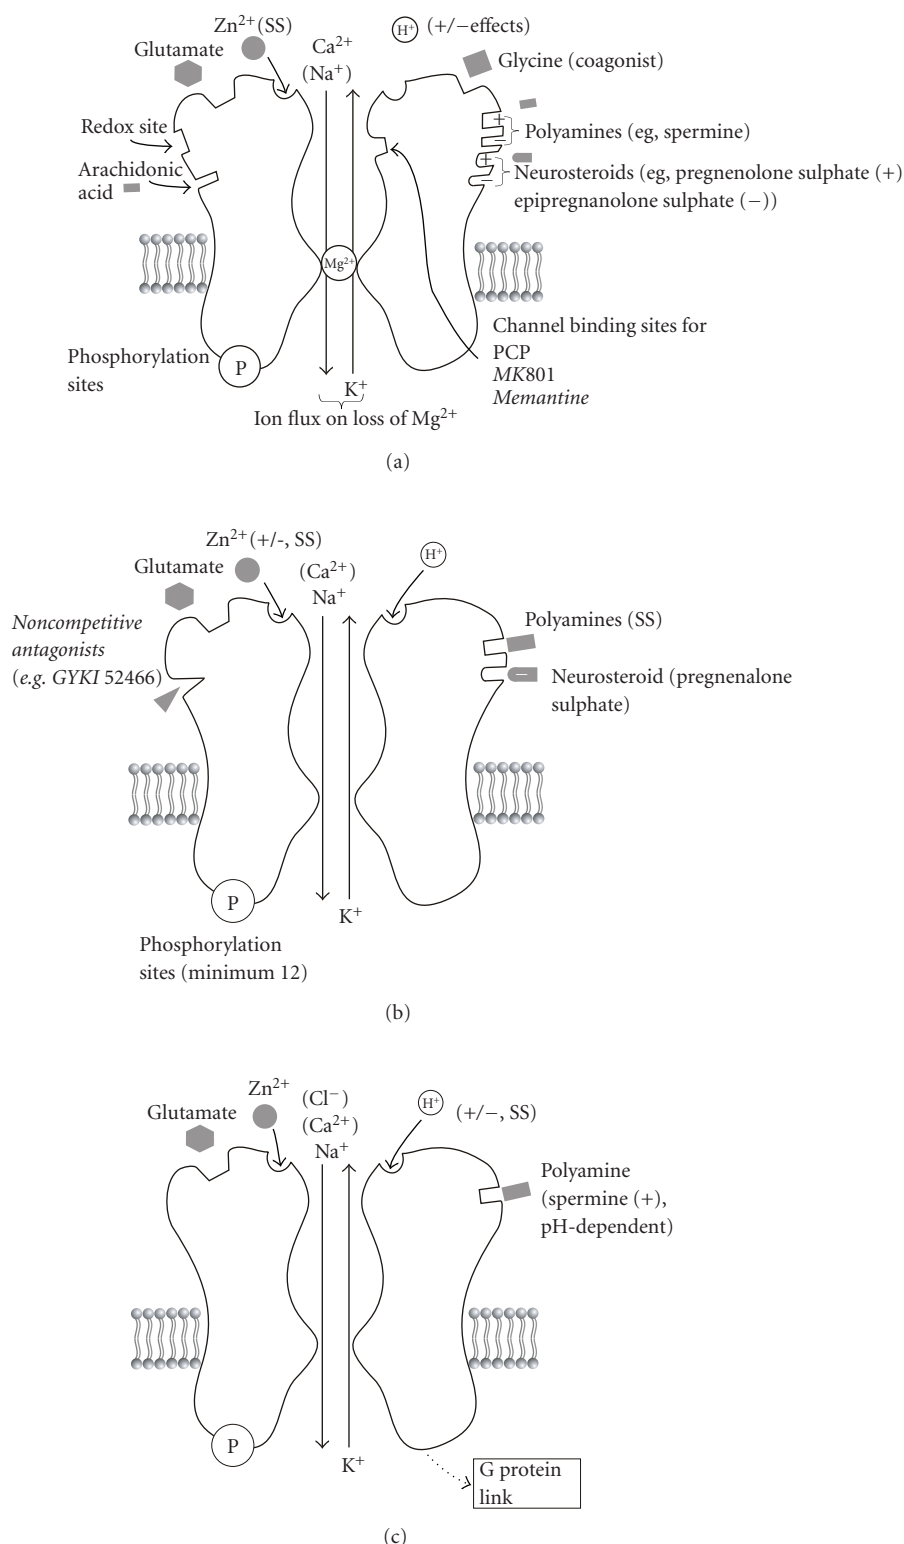 Zn²⁺(SS)
Glutamate
Ca²⁺
(Na⁺)
H⁺ (+/−effects)
Glycine (coagonist)
Redox site
Arachidonic
acid
+
−
Polyamines (eg, spermine)
+
−
Neurosteroids (eg, pregnenolone sulphate (+)
epipregnanolone sulphate (−))
Mg²⁺
Channel binding sites for
PCP
MK801
Memantine
Phosphorylation
sites
P
K⁺
Ion flux on loss of Mg²⁺
(a)
Zn²⁺(+/-, SS)
Glutamate
(Ca²⁺)
Na⁺
H⁺
Noncompetitive
antagonists
(e.g. GYKI 52466)
Polyamines (SS)
−
Neurosteroid (pregnenalone
sulphate)
P
K⁺
Phosphorylation
sites (minimum 12)
(b)
Zn²⁺
Glutamate
(Cl⁻)
(Ca²⁺)
Na⁺
H⁺ (+/−, SS)
Polyamine
(spermine (+),
pH-dependent)
P
K⁺
G protein
link
(c)